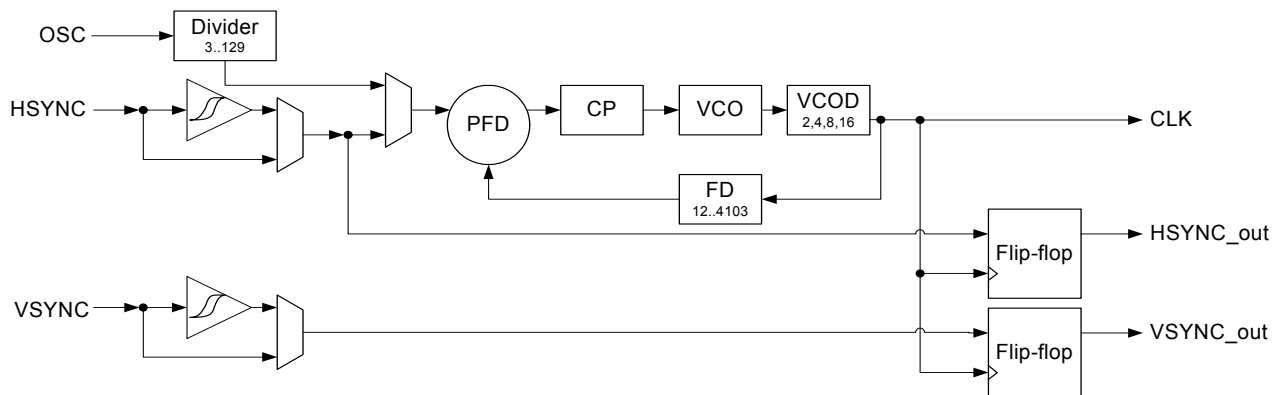 OSC
Divider
3..129
HSYNC
PFD
CP
VCO
VCOD
2,4,8,16
CLK
FD
12..4103
Flip-flop
HSYNC_out
VSYNC
Flip-flop
VSYNC_out